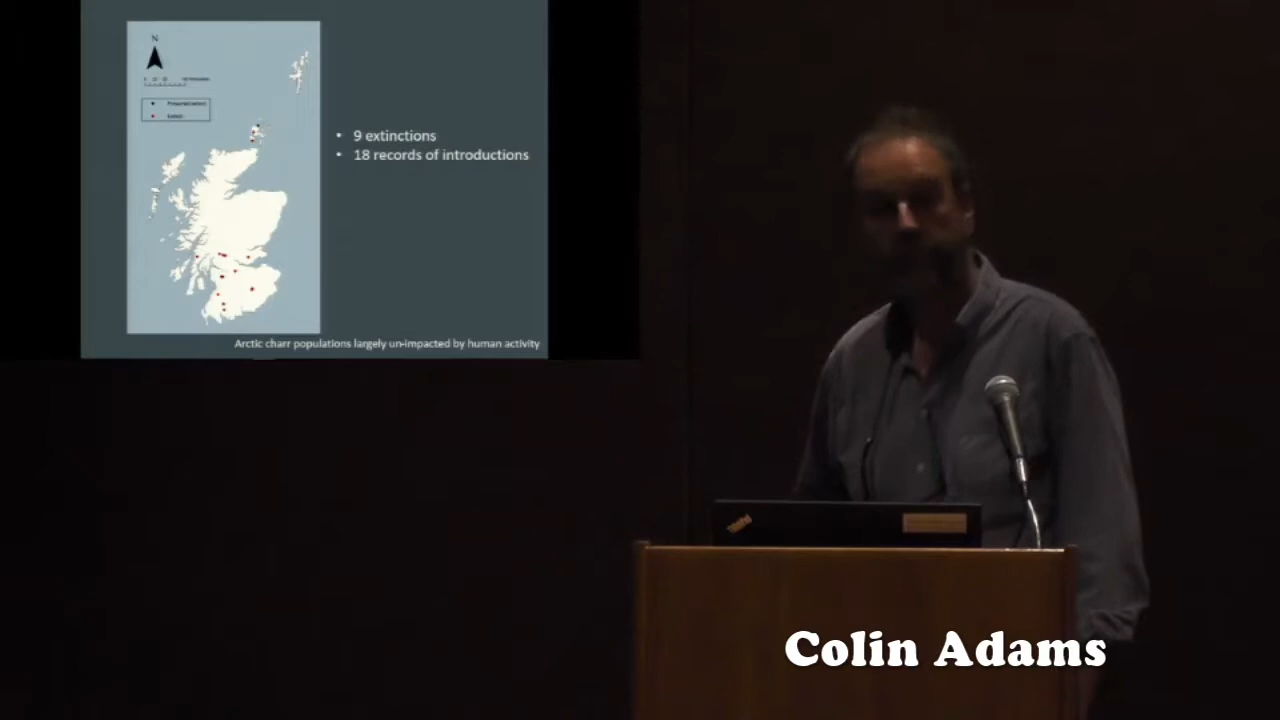 N
• 9 extinctions
• 18 records of introductions
Arctic charr populations largely un-impacted by human activity
Colin Adams